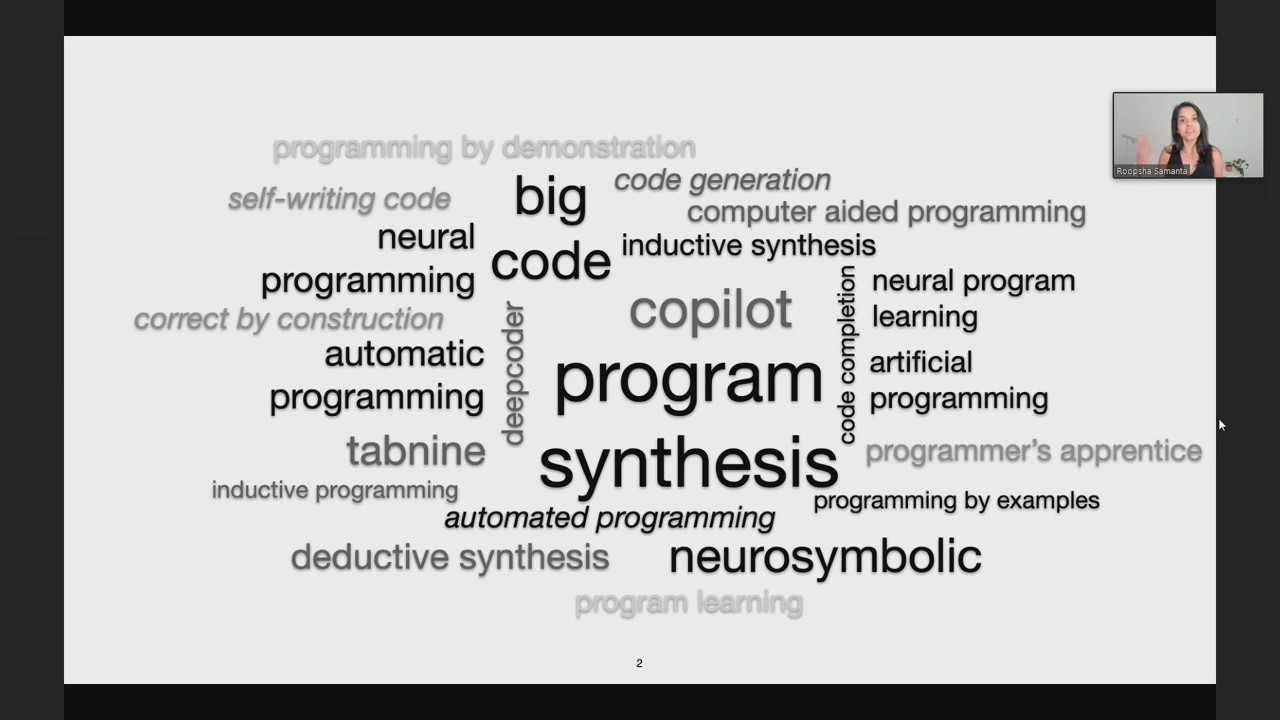 programming by demonstration
self-writing code
big
code
code generation
computer aided programming
neural
programming
inductive synthesis
correct by construction
deepcoder
copilot
code completion
neural program
learning
automatic
programming
program
synthesis
artificial
programming
tabnine
programmer's apprentice
inductive programming
programming by examples
automated programming
deductive synthesis
neurosymbolic
program learning
2
Roopsha Samanta